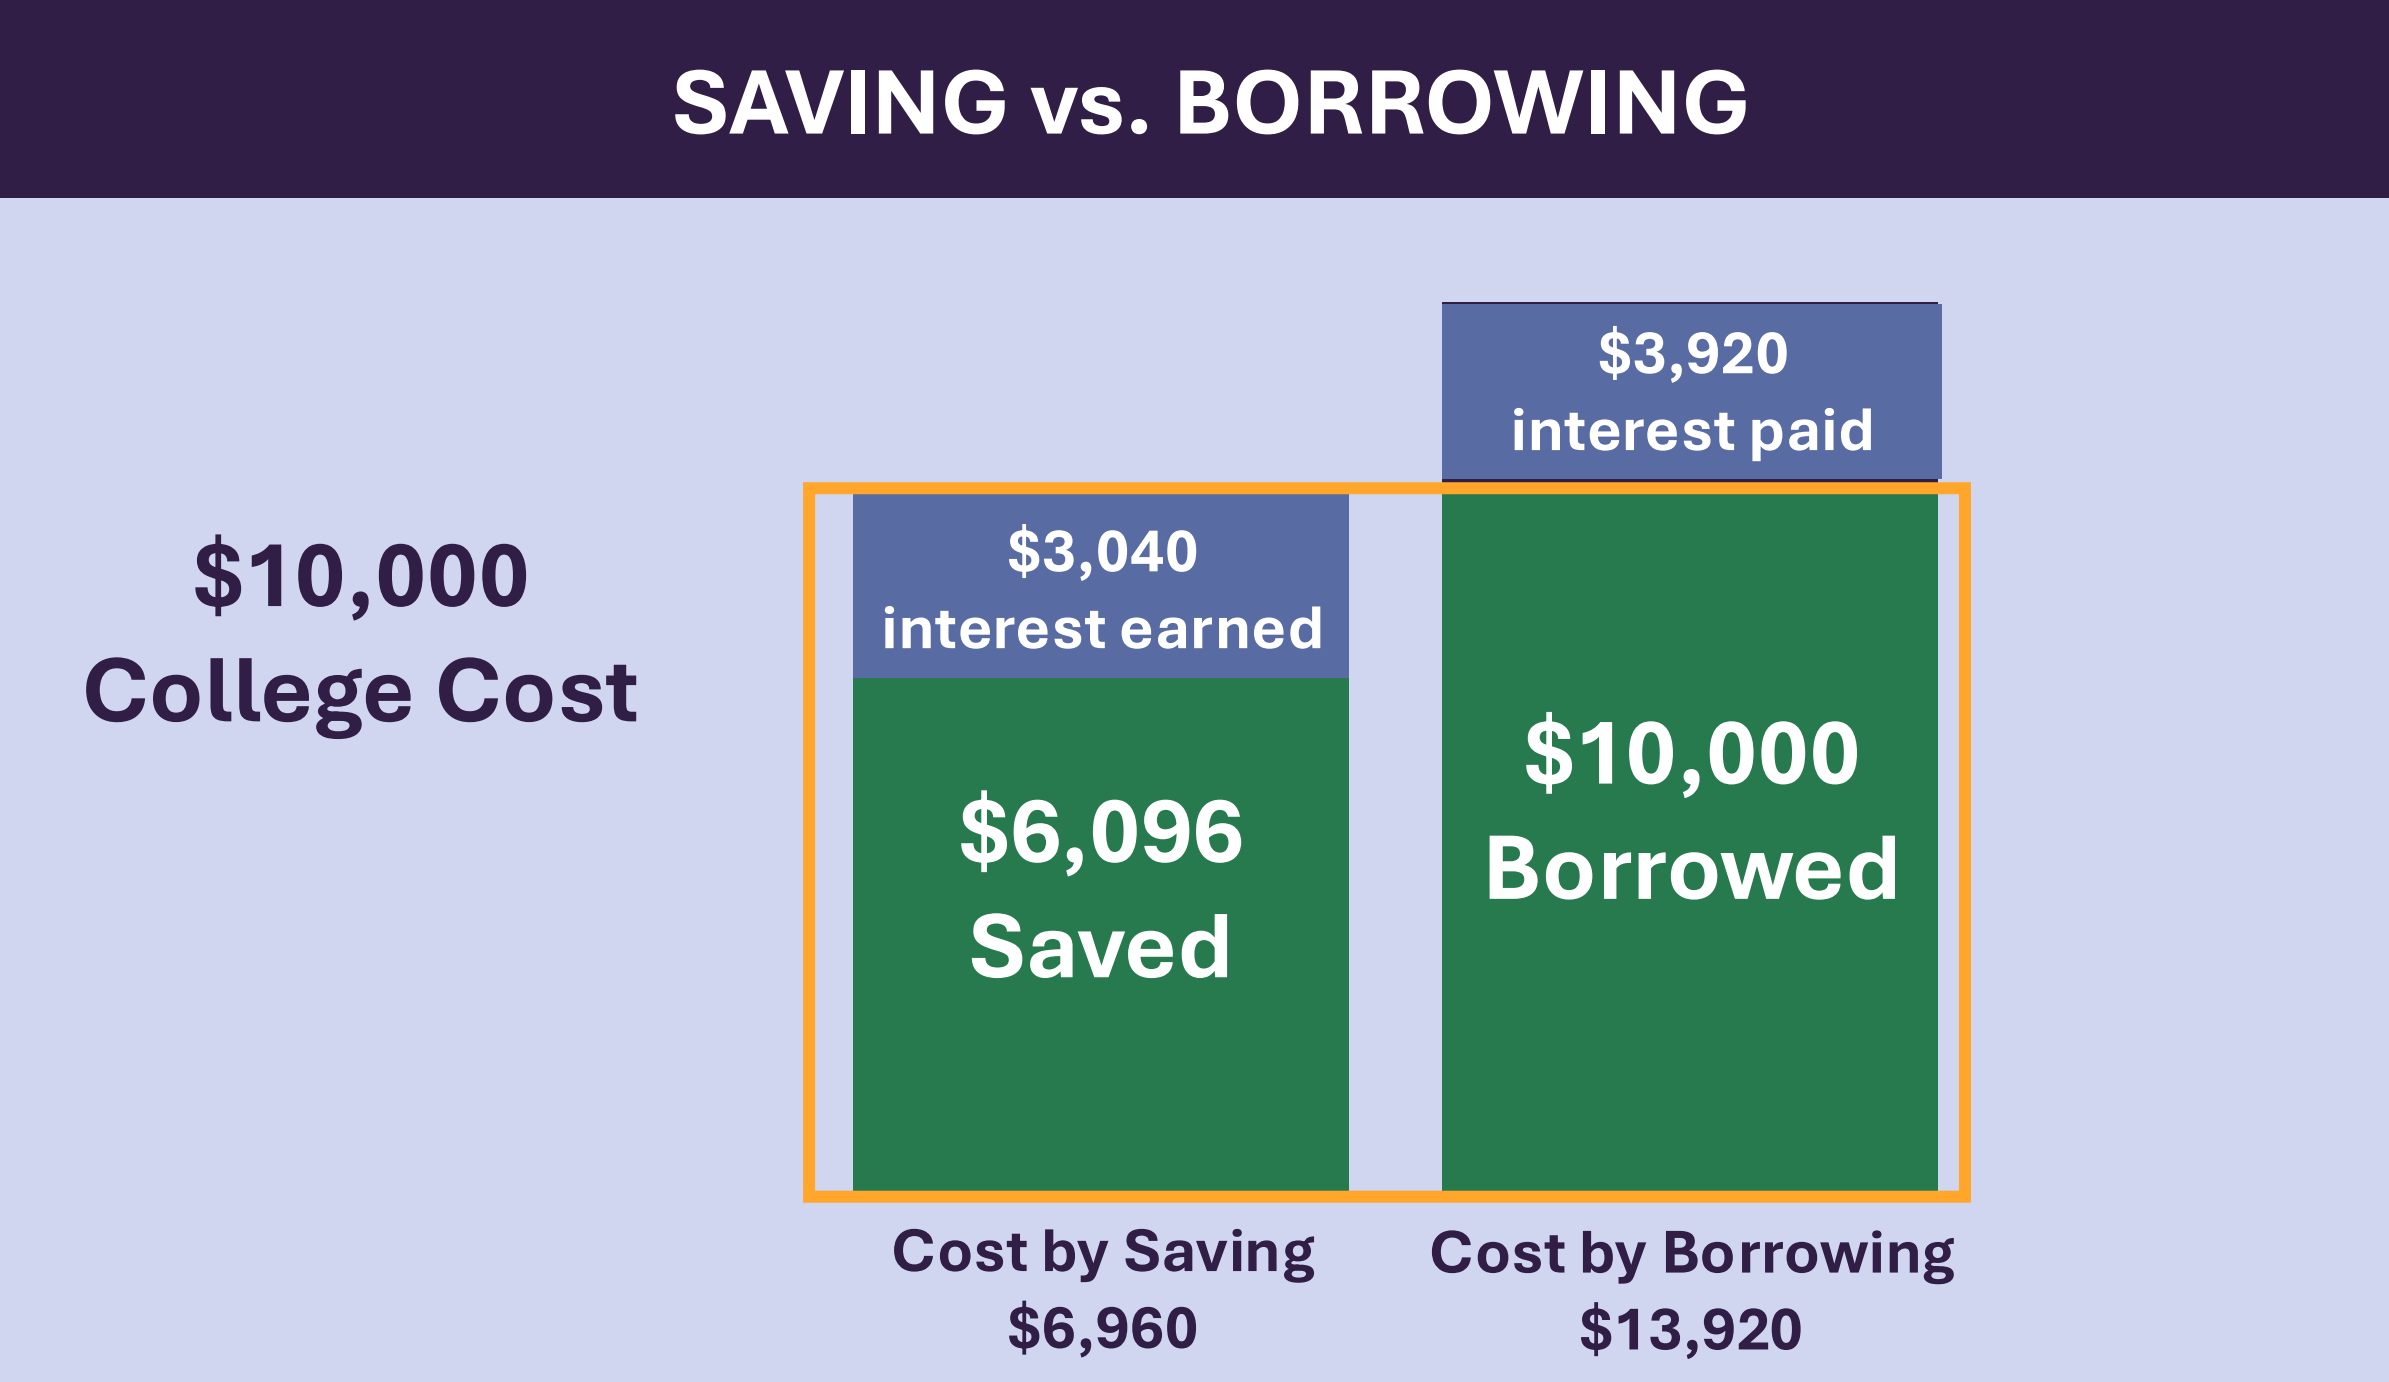 SAVING vs. BORROWING
$10,000
College Cost
$3,040
interest earned
$6,096
Saved
Cost by Saving
$6,960
$3,920
interest paid
$10,000
Borrowed
Cost by Borrowing
$13,920